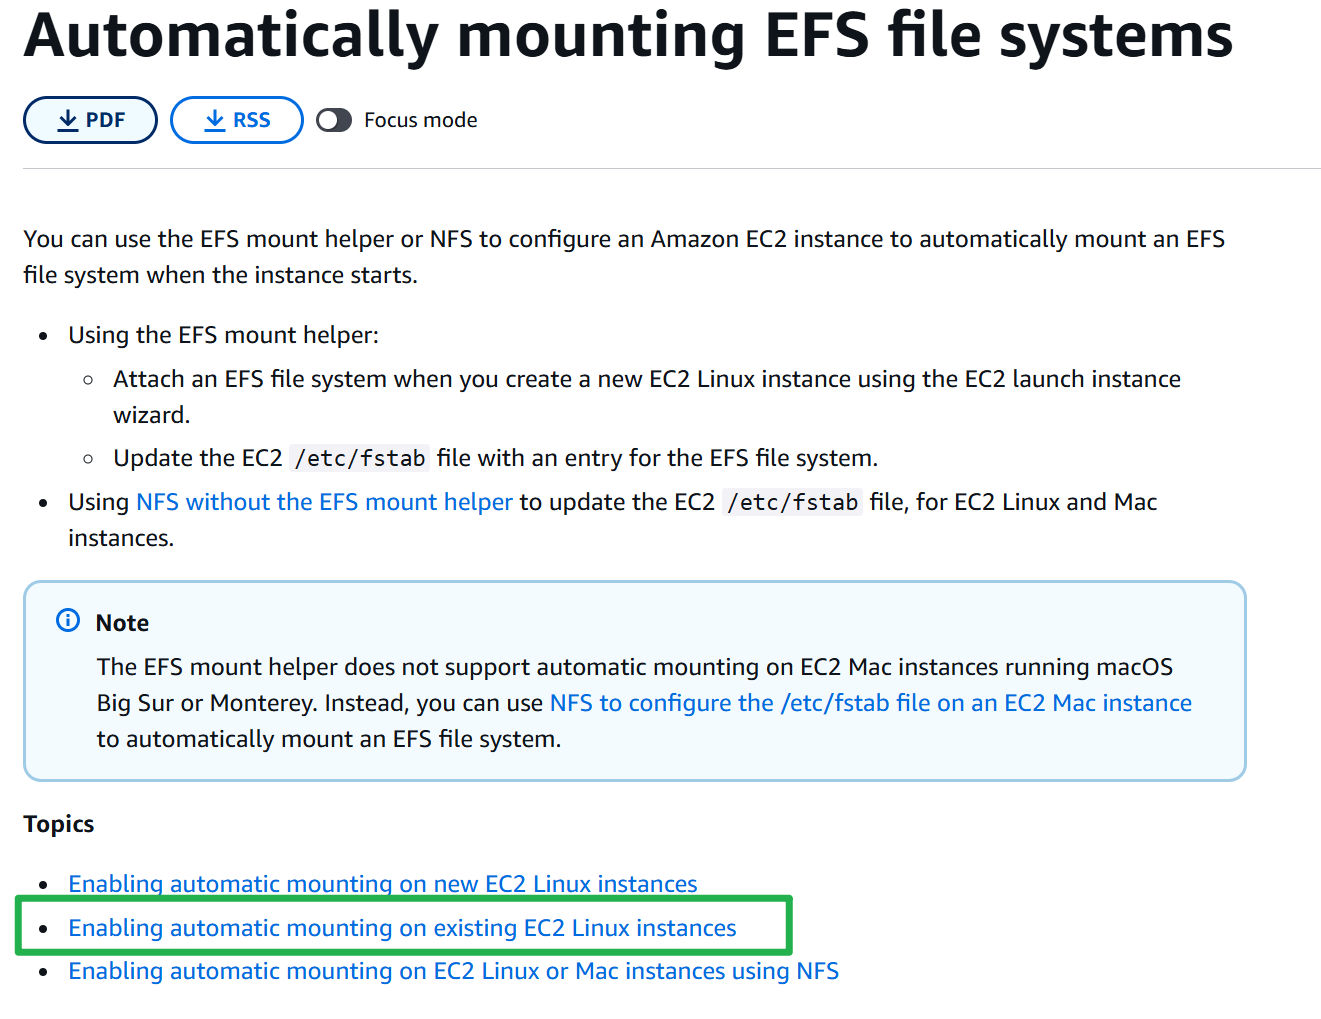 Automatically mounting EFS file systems
PDF
RSS
Focus mode
You can use the EFS mount helper or NFS to configure an Amazon EC2 instance to automatically mount an EFS
file system when the instance starts.
• Using the EFS mount helper:
◦ Attach an EFS file system when you create a new EC2 Linux instance using the EC2 launch instance
wizard.
◦ Update the EC2 /etc/fstab file with an entry for the EFS file system.
• Using NFS without the EFS mount helper to update the EC2 /etc/fstab file, for EC2 Linux and Mac
instances.
Note
The EFS mount helper does not support automatic mounting on EC2 Mac instances running macOS
Big Sur or Monterey. Instead, you can use NFS to configure the /etc/fstab file on an EC2 Mac instance
to automatically mount an EFS file system.
Topics
• Enabling automatic mounting on new EC2 Linux instances
• Enabling automatic mounting on existing EC2 Linux instances
• Enabling automatic mounting on EC2 Linux or Mac instances using NFS